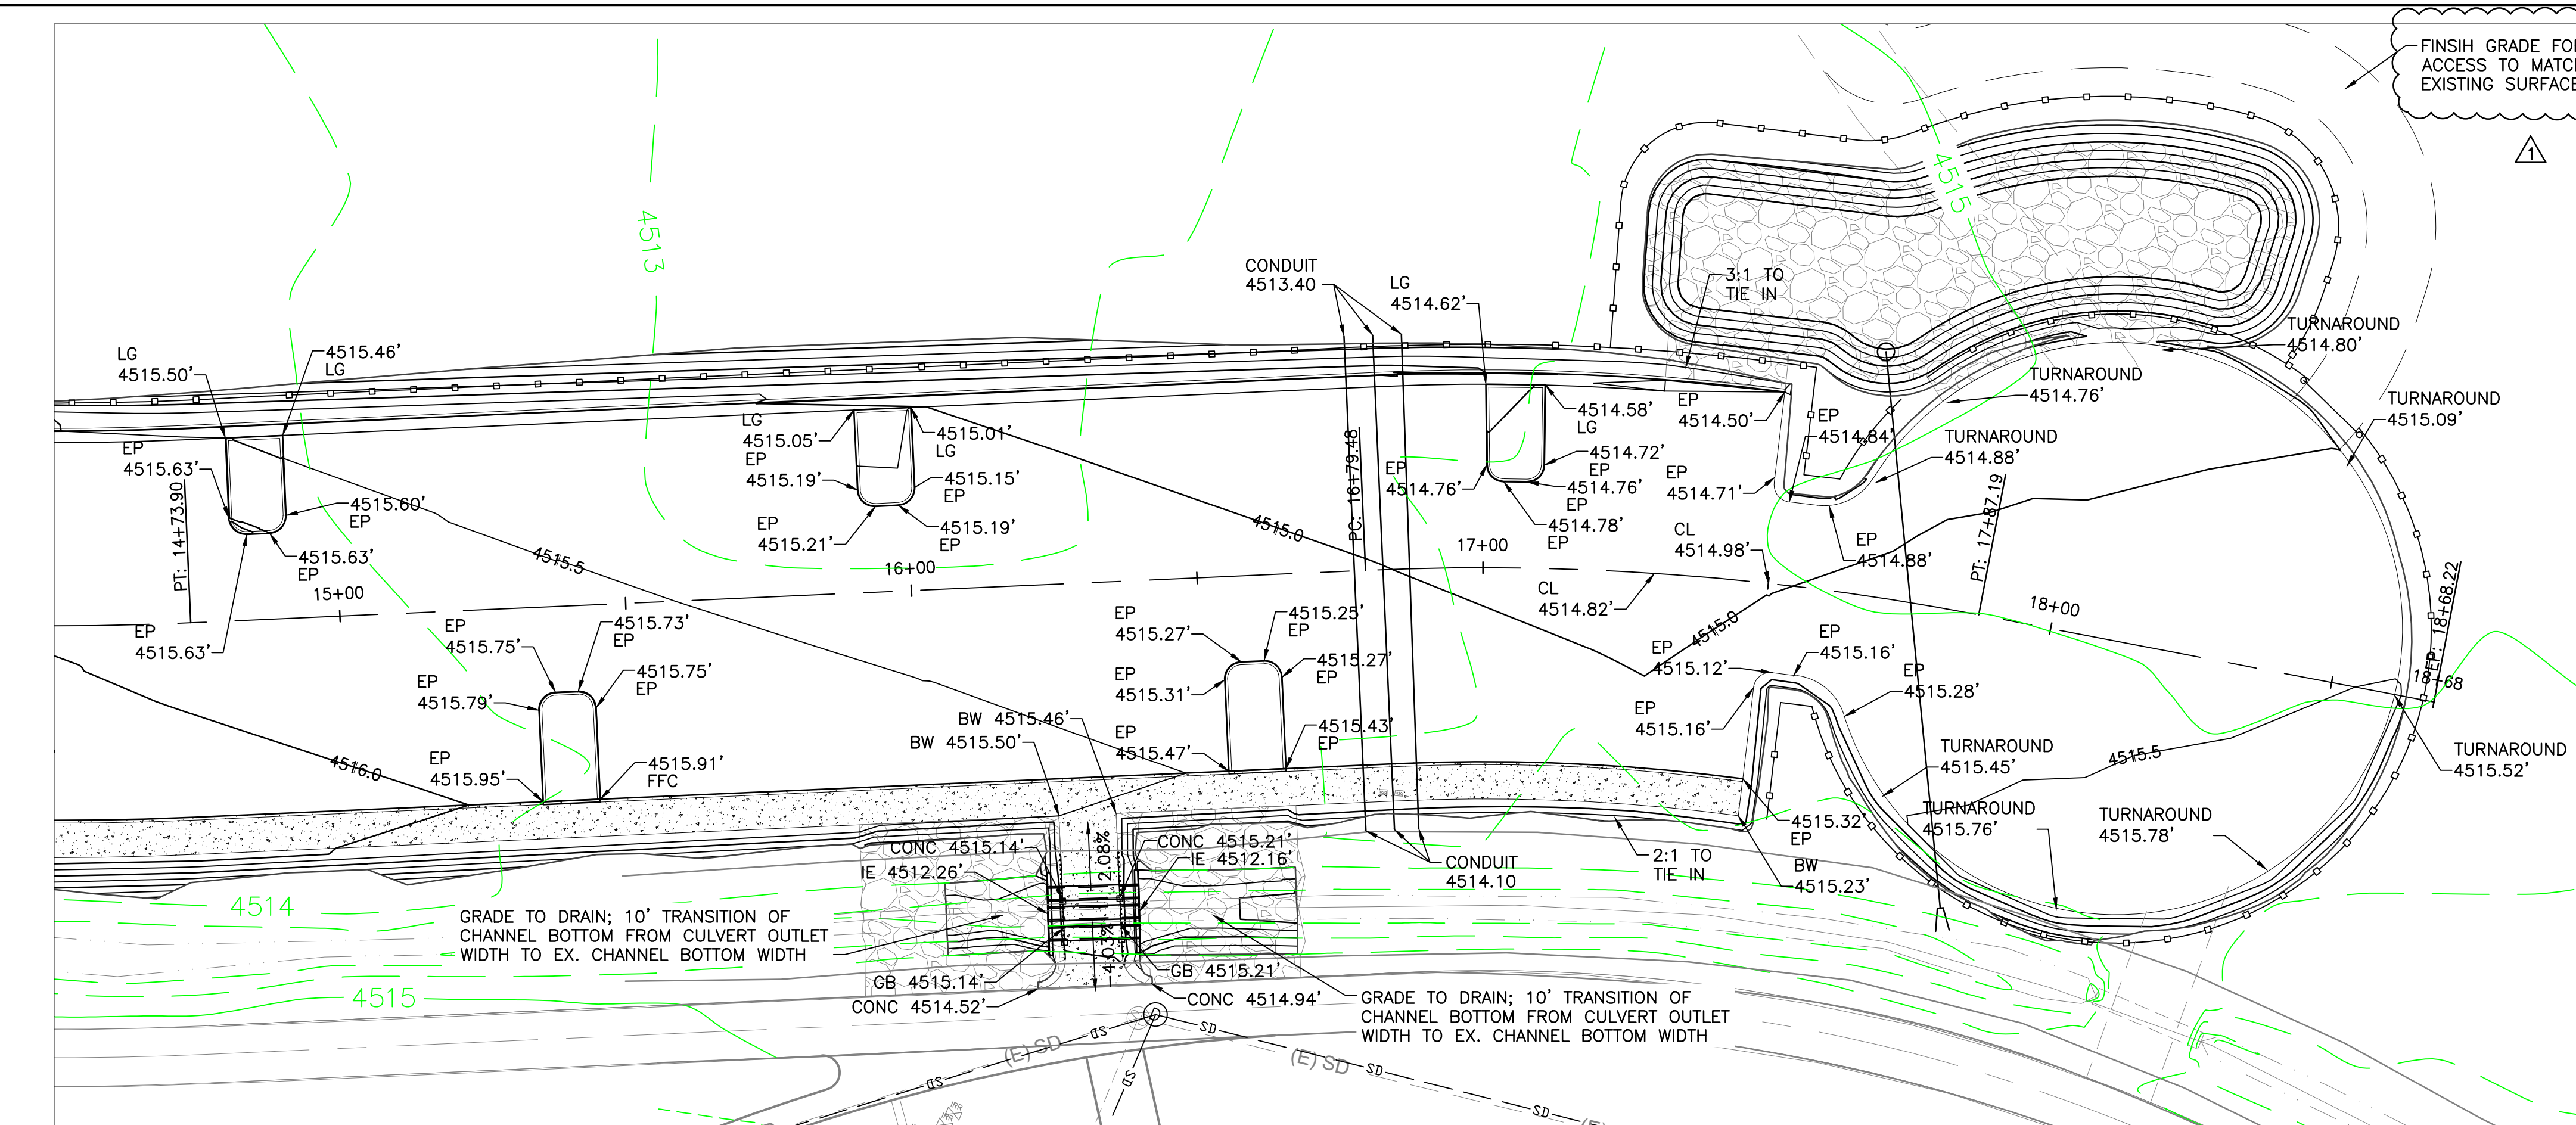 FINSIH GRADE FO
ACCESS TO MATC
EXISTING SURFACE
1
4515
4513
CONDUIT
4513.40
LG
4514.62'
3:1 TO
TIE IN
TURNAROUND
4514.80'
LG
4515.50'
4515.46'
LG
TURNAROUND
4514.76'
TURNAROUND
4515.09'
EP
4514.50'
4514.58'
LG
EP
4514.84'
LG
4515.05'
4515.01'
LG
EP
4515.63'
EP
4515.19'
4515.15'
EP
EP
4514.76'
4514.72'
EP
4514.76'
EP
4514.78'
EP
EP
4514.71'
TURNAROUND
4514.88'
4515.60'
EP
PT: 14+73.90
PC: 16+79.48
PT: 17+87.19
EP: 18+68.22
4515.63'
EP
EP
4515.21'
4515.19'
EP
4515.0
4515.5
CL
4514.98'
EP
4514.88'
17+00
16+00
15+00
CL
4514.82'
18+00
EP
4515.63'
EP
4515.75'
4515.73'
EP
EP
4515.27'
4515.25'
EP
4515.0
EP
4515.12'
EP
4515.16'
EP
4515.79'
4515.75'
EP
EP
4515.31'
4515.27'
EP
EP
4515.28'
18+68
EP
4515.16'
BW 4515.46'
BW 4515.50'
EP
4515.47'
4515.43'
EP
TURNAROUND
4515.45'
4515.5
TURNAROUND
4515.52'
4516.0
EP
4515.95'
4515.91'
FFC
TURNAROUND
4515.76'
TURNAROUND
4515.78'
4515.32'
EP
BW
4515.23'
CONC 4515.14'
CONC 4515.21'
IE 4512.26'
IE 4512.16'
2.08%
4.03%
CONDUIT
4514.10
2:1 TO
TIE IN
4514
GRADE TO DRAIN; 10' TRANSITION OF
CHANNEL BOTTOM FROM CULVERT OUTLET
WIDTH TO EX. CHANNEL BOTTOM WIDTH
4515
GB 4515.14'
GB 4515.21'
CONC 4514.52'
CONC 4514.94'
GRADE TO DRAIN; 10' TRANSITION OF
CHANNEL BOTTOM FROM CULVERT OUTLET
WIDTH TO EX. CHANNEL BOTTOM WIDTH
D
SD
SD
(E) SD
(E) SD
SD
SD
SD
SD